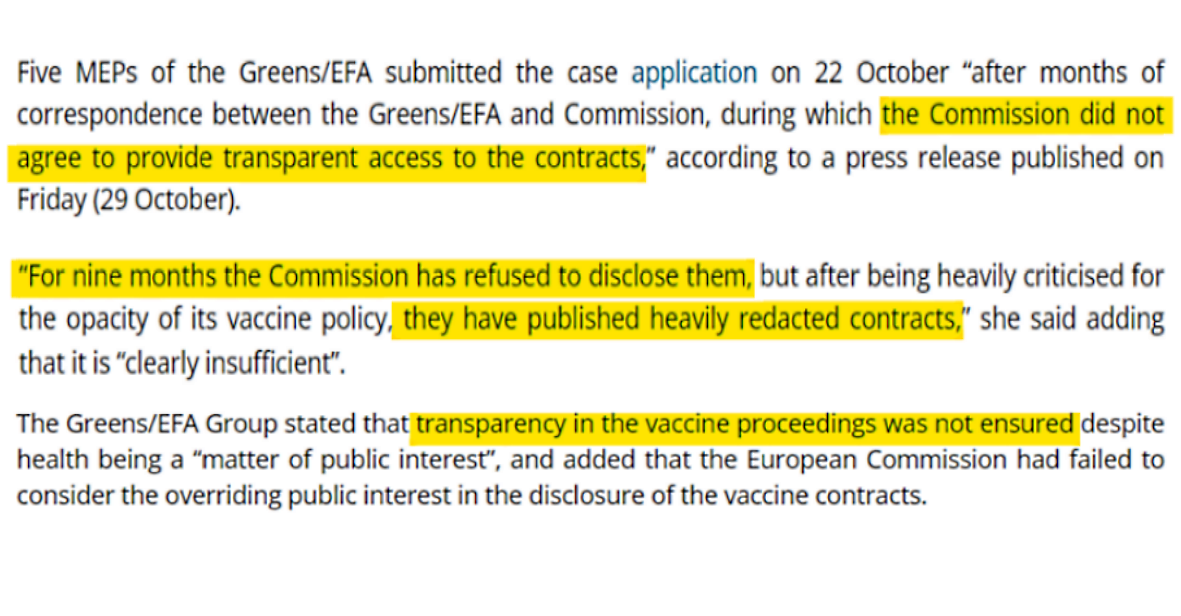 Five MEPs of the Greens/EFA submitted the case application on 22 October “after months of
correspondence between the Greens/EFA and Commission, during which the Commission did not
agree to provide transparent access to the contracts,” according to a press release published on
Friday (29 October).
“For nine months the Commission has refused to disclose them, but after being heavily criticised for
the opacity of its vaccine policy, they have published heavily redacted contracts,” she said adding
that it is “clearly insufficient”.
The Greens/EFA Group stated that transparency in the vaccine proceedings was not ensured despite
health being a “matter of public interest”, and added that the European Commission had failed to
consider the overriding public interest in the disclosure of the vaccine contracts.